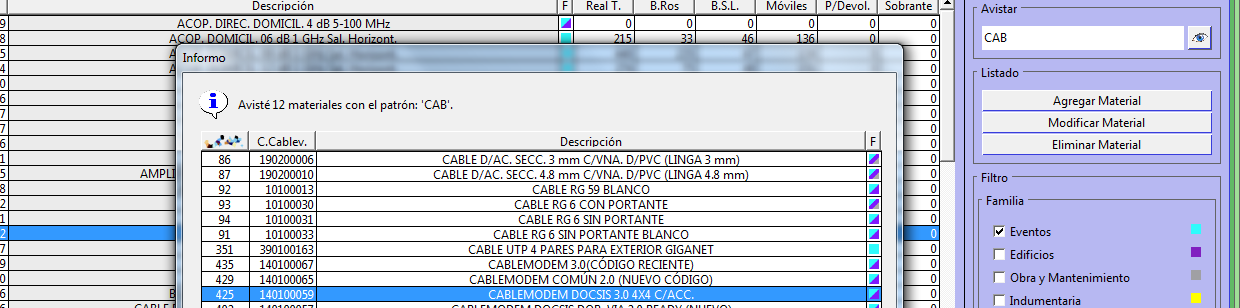 Descripción F Real T. B.Ros B.S.L. Móviles P/Devol. Sobrante
9 ACOP. DIREC. DOMICIL. 4 dB 5-100 MHz 0 0 0 0 0 0
8 ACOP. DOMICIL. 06 dB 1 GHz Sal. Horizont. 215 33 46 136 0 0
Informo
Avisté 12 materiales con el patrón: 'CAB'.
C.Cablev. Descripción F
86 190200006 CABLE D/AC. SECC. 3 mm C/VNA. D/PVC (LINGA 3 mm)
87 190200010 CABLE D/AC. SECC. 4.8 mm C/VNA. D/PVC (LINGA 4.8 mm)
92 10100013 CABLE RG 59 BLANCO
93 10100030 CABLE RG 6 CON PORTANTE
94 10100031 CABLE RG 6 SIN PORTANTE
91 10100033 CABLE RG 6 SIN PORTANTE BLANCO
351 390100163 CABLE UTP 4 PARES PARA EXTERIOR GIGANET
435 140100067 CABLEMODEM 3.0(CÓDIGO RECIENTE)
429 140100065 CABLEMODEM COMÚN 2.0 (NUEVO CÓDIGO)
425 140100059 CABLEMODEM DOCSIS 3.0 4X4 C/ACC.
AMPLI
Avistar
CAB
Listado
Agregar Material
Modificar Material
Eliminar Material
Filtro
Familia
Eventos
Edificios
Obra y Mantenimiento
Indumentaria